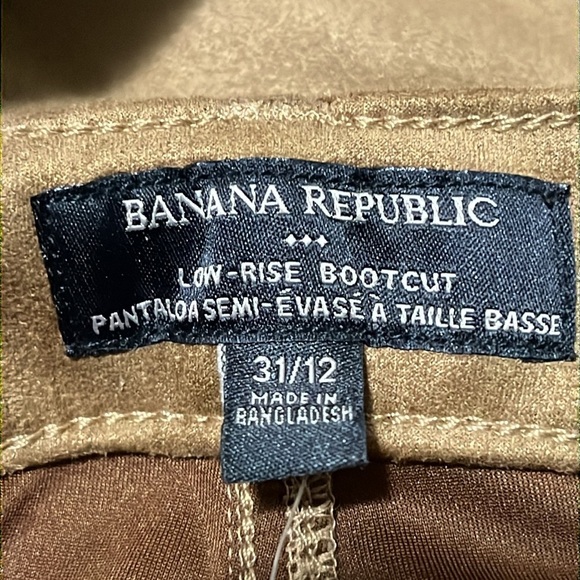 BANANA REPUBLIC
LOW-RISE BOOTCUT
PANTALOA SEMI-ÉVASÉ À TAILLE BASSE
31/12
MADE IN
BANGLADESH